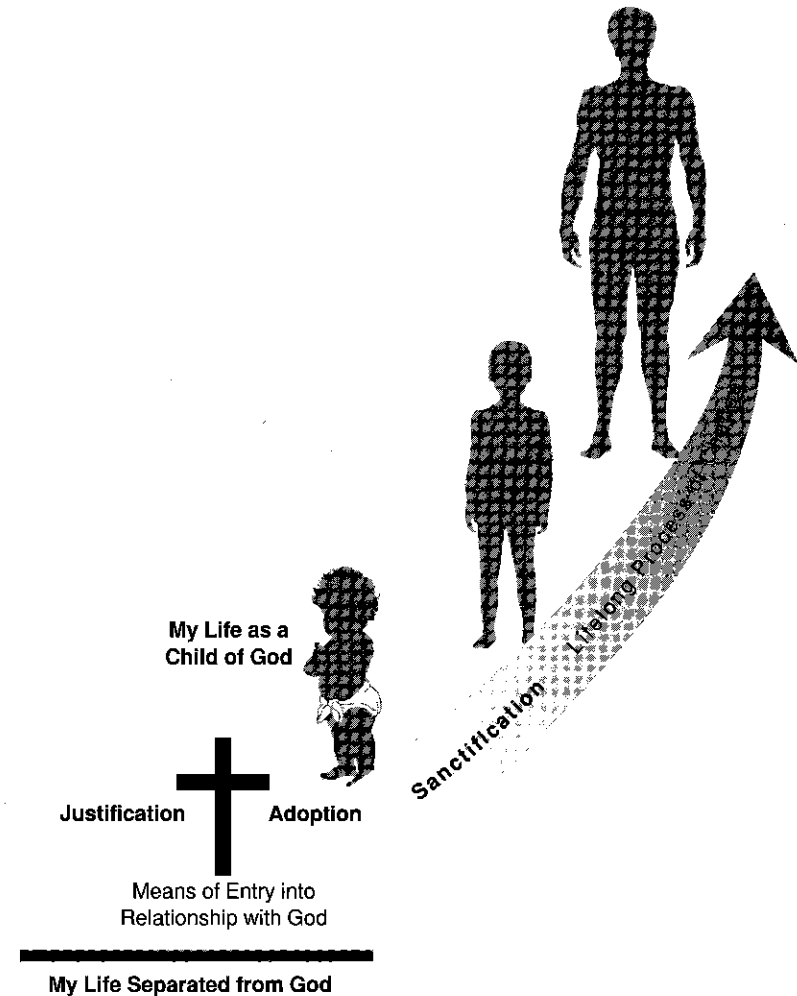 My Life as a
Child of God
Justification
Adoption
Sanctification Lifelong Process of
Means of Entry into
Relationship with God
My Life Separated from God